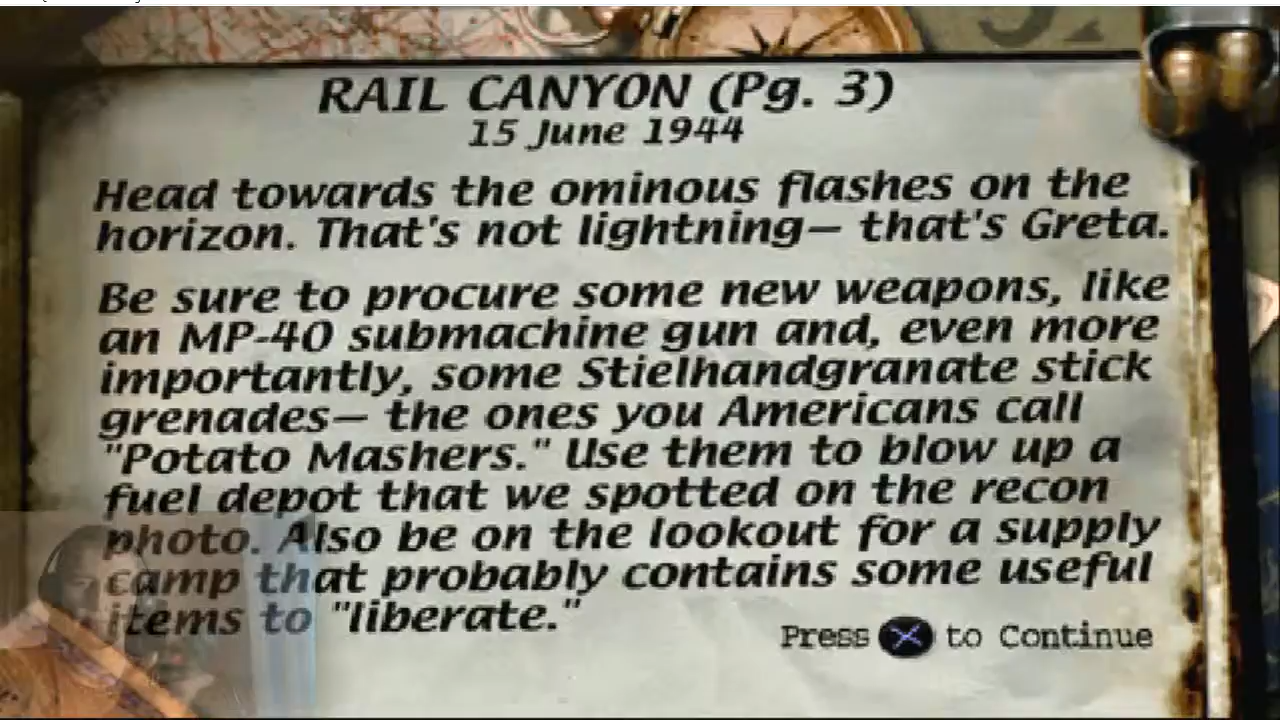 RAIL CANYON (Pg. 3)
15 June 1944
Head towards the ominous flashes on the
horizon. That's not lightning— that's Greta.
Be sure to procure some new weapons, like
an MP-40 submachine gun and, even more
importantly, some Stielhandgranate stick
grenades— the ones you Americans call
"Potato Mashers." Use them to blow up a
fuel depot that we spotted on the recon
photo. Also be on the lookout for a supply
camp that probably contains some useful
items to "liberate."
Press X to Continue